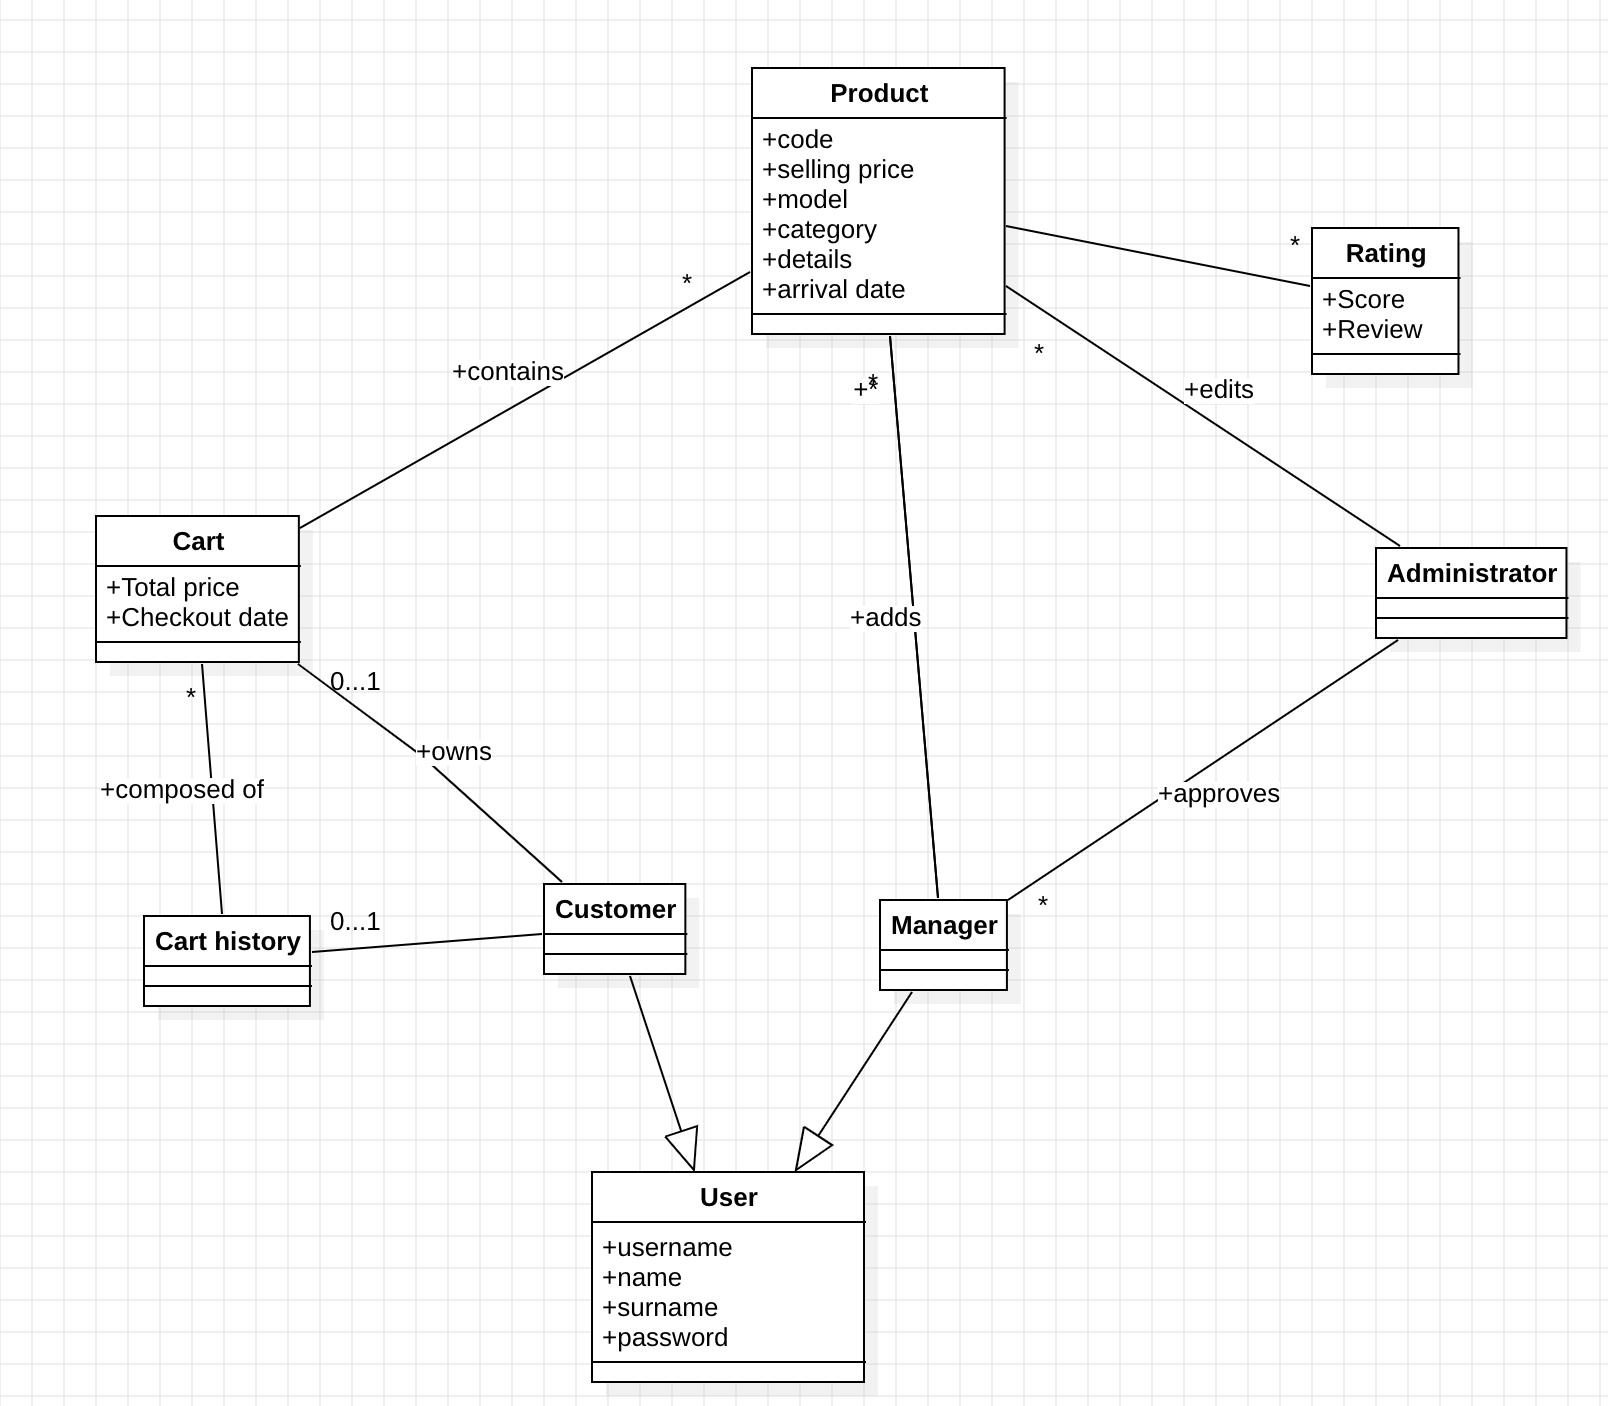 Product
+code
+selling price
+model
+category
+details
+arrival date
*
Rating
+Score
+Review
*
+contains
*
+*
*
+edits
Cart
+Total price
+Checkout date
Administrator
+adds
*
0...1
+owns
+composed of
+approves
*
Customer
0...1
Manager
Cart history
User
+username
+name
+surname
+password